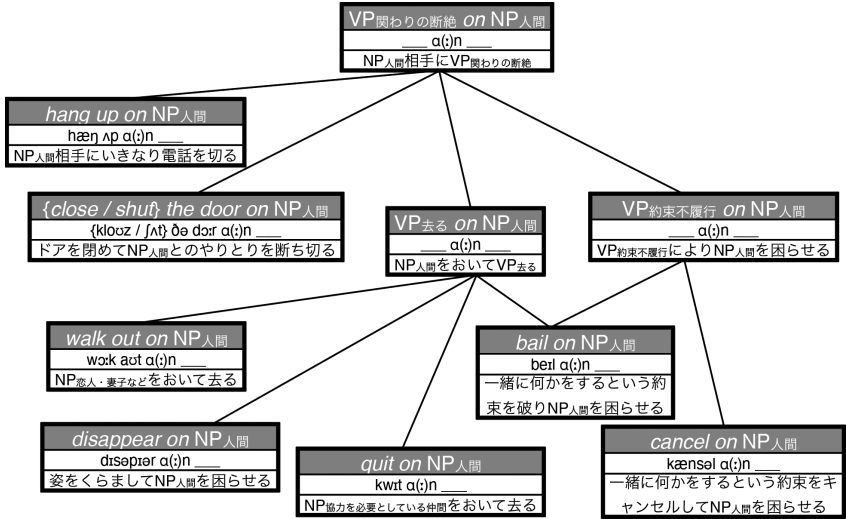 VP関わりの断絶 on NP人間
___ ɑ(ː)n ___
NP人間相手にVP関わりの断絶
hang up on NP人間
hæŋ ʌp ɑ(ː)n ___
NP人間相手にいきなり電話を切る
{close / shut} the door on NP人間
{kloʊz / ʃʌt} ðə dɔːr ɑ(ː)n ___
ドアを閉めてNP人間とのやりとりを断ち切る
VP去る on NP人間
___ ɑ(ː)n ___
NP人間をおいてVP去る
VP約束不履行 on NP人間
___ ɑ(ː)n ___
VP約束不履行によりNP人間を困らせる
walk out on NP人間
wɔːk aʊt ɑ(ː)n ___
NP恋人・妻子などをおいて去る
bail on NP人間
beɪl ɑ(ː)n ___
一緒に何かをするという約
束を破りNP人間を困らせる
disappear on NP人間
dɪsəpɪər ɑ(ː)n ___
姿をくらましてNP人間を困らせる
quit on NP人間
kwɪt ɑ(ː)n ___
NP協力を必要としている仲間をおいて去る
cancel on NP人間
kænsəl ɑ(ː)n ___
一緒に何かをするという約束をキ
ャンセルしてNP人間を困らせる